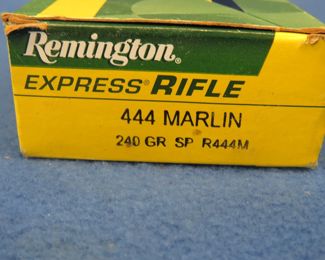 Remington®
EXPRESS® RIFLE
444 MARLIN
240 GR SP R444M